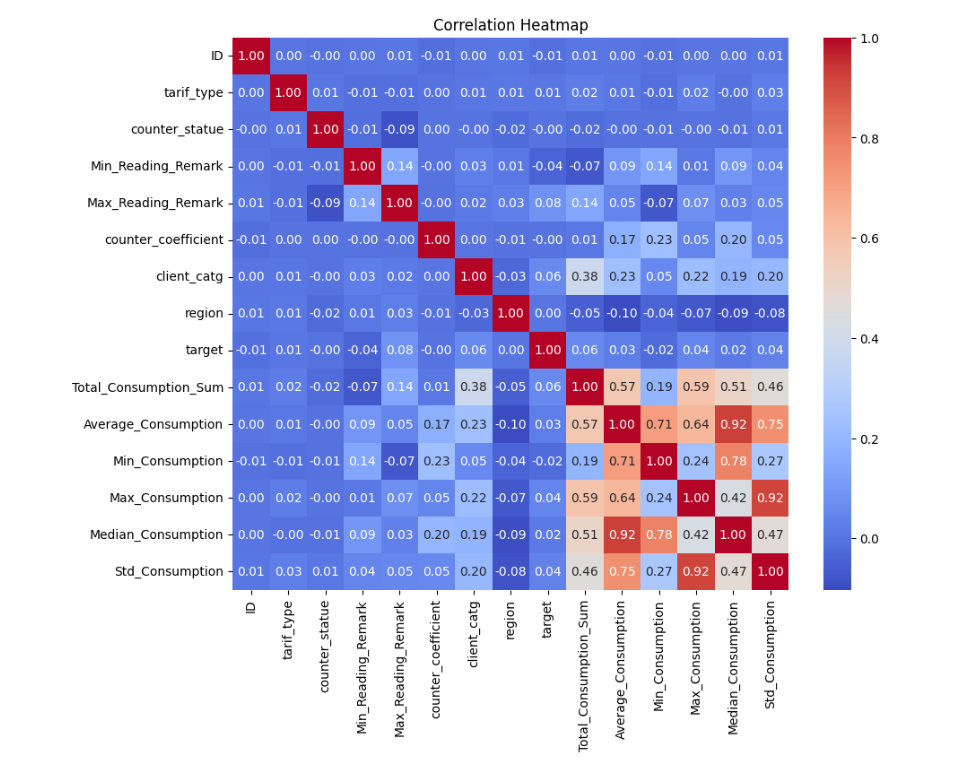 Correlation Heatmap
ID 1.00 0.00 -0.00 0.00 0.01 -0.01 0.00 0.01 -0.01 0.01 0.00 -0.01 0.00 0.00 0.01
tarif_type 0.00 1.00 0.01 -0.01 -0.01 0.00 0.01 0.01 0.01 0.02 0.01 -0.01 0.02 -0.00 0.03
counter_statue -0.00 0.01 1.00 -0.01 -0.09 0.00 -0.00 -0.02 -0.00 -0.02 -0.00 -0.01 -0.00 -0.01 0.01
Min_Reading_Remark 0.00 -0.01 -0.01 1.00 0.14 -0.00 0.03 0.01 -0.04 -0.07 0.09 0.14 0.01 0.09 0.04
Max_Reading_Remark 0.01 -0.01 -0.09 0.14 1.00 -0.00 0.02 0.03 0.08 0.14 0.05 -0.07 0.07 0.03 0.05
counter_coefficient -0.01 0.00 0.00 -0.00 -0.00 1.00 0.00 -0.01 -0.00 0.01 0.17 0.23 0.05 0.20 0.05
client_catg 0.00 0.01 -0.00 0.03 0.02 0.00 1.00 -0.03 0.06 0.38 0.23 0.05 0.22 0.19 0.20
region 0.01 0.01 -0.02 0.01 0.03 -0.01 -0.03 1.00 0.00 -0.05 -0.10 -0.04 -0.07 -0.09 -0.08
target -0.01 0.01 -0.00 -0.04 0.08 -0.00 0.06 0.00 1.00 0.06 0.03 -0.02 0.04 0.02 0.04
Total_Consumption_Sum 0.01 0.02 -0.02 -0.07 0.14 0.01 0.38 -0.05 0.06 1.00 0.57 0.19 0.59 0.51 0.46
Average_Consumption 0.00 0.01 -0.00 0.09 0.05 0.17 0.23 -0.10 0.03 0.57 1.00 0.71 0.64 0.92 0.75
Min_Consumption -0.01 -0.01 -0.01 0.14 -0.07 0.23 0.05 -0.04 -0.02 0.19 0.71 1.00 0.24 0.78 0.27
Max_Consumption 0.00 0.02 -0.00 0.01 0.07 0.05 0.22 -0.07 0.04 0.59 0.64 0.24 1.00 0.42 0.92
Median_Consumption 0.00 -0.00 -0.01 0.09 0.03 0.20 0.19 -0.09 0.02 0.51 0.92 0.78 0.42 1.00 0.47
Std_Consumption 0.01 0.03 0.01 0.04 0.05 0.05 0.20 -0.08 0.04 0.46 0.75 0.27 0.92 0.47 1.00
ID
tarif_type
counter_statue
Min_Reading_Remark
Max_Reading_Remark
counter_coefficient
client_catg
region
target
Total_Consumption_Sum
Average_Consumption
Min_Consumption
Max_Consumption
Median_Consumption
Std_Consumption
1.0
0.8
0.6
0.4
0.2
0.0